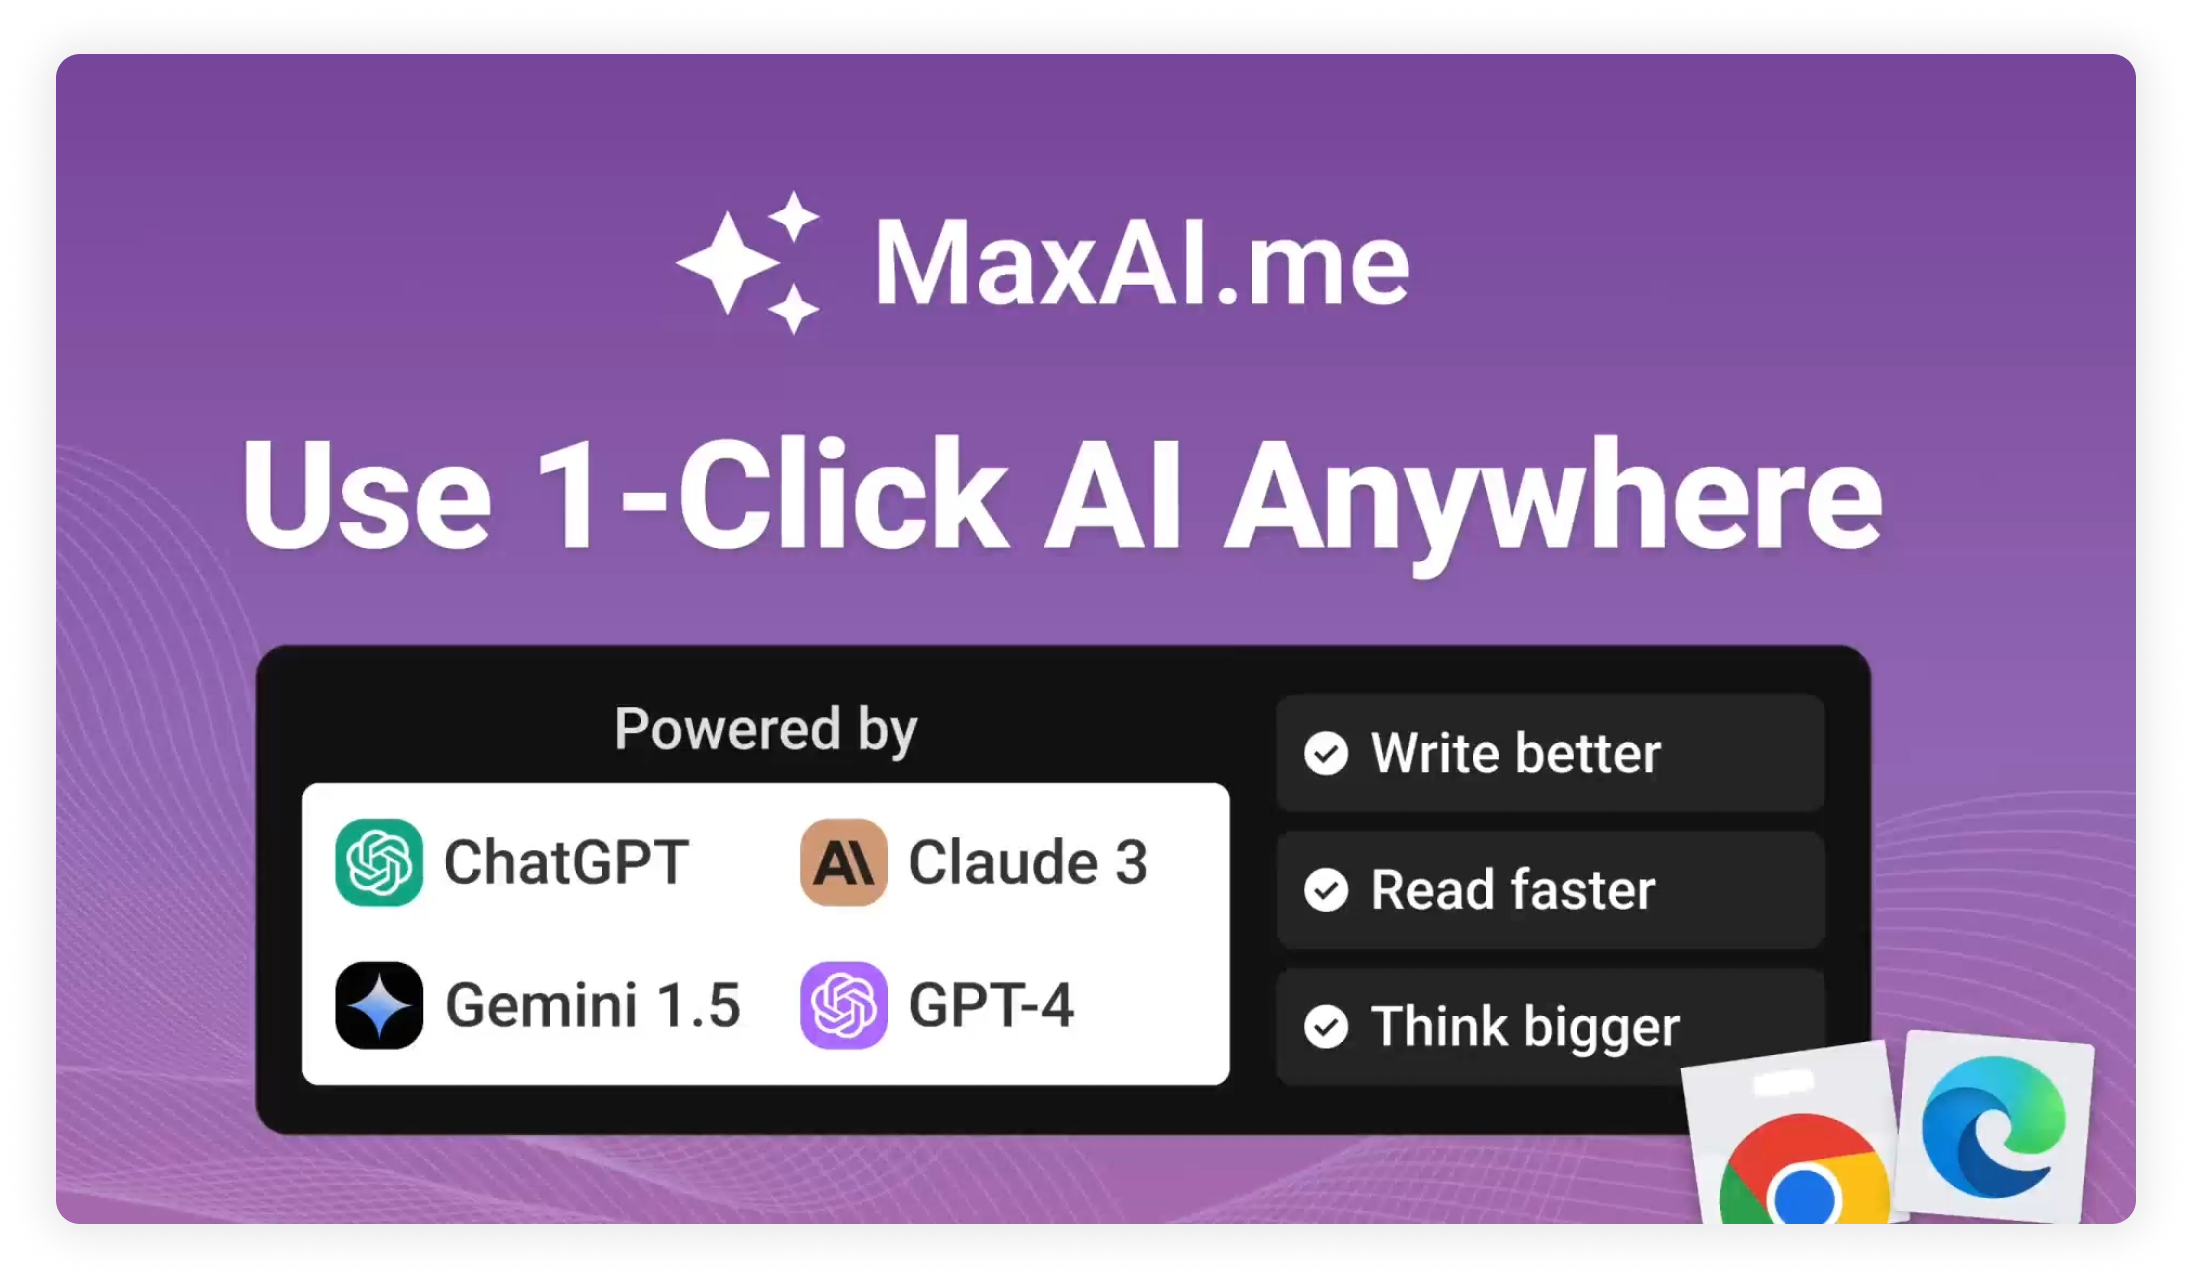 MaxAI.me
Use 1-Click AI Anywhere
Powered by
ChatGPT
Claude 3
Gemini 1.5
GPT-4
Write better
Read faster
Think bigger